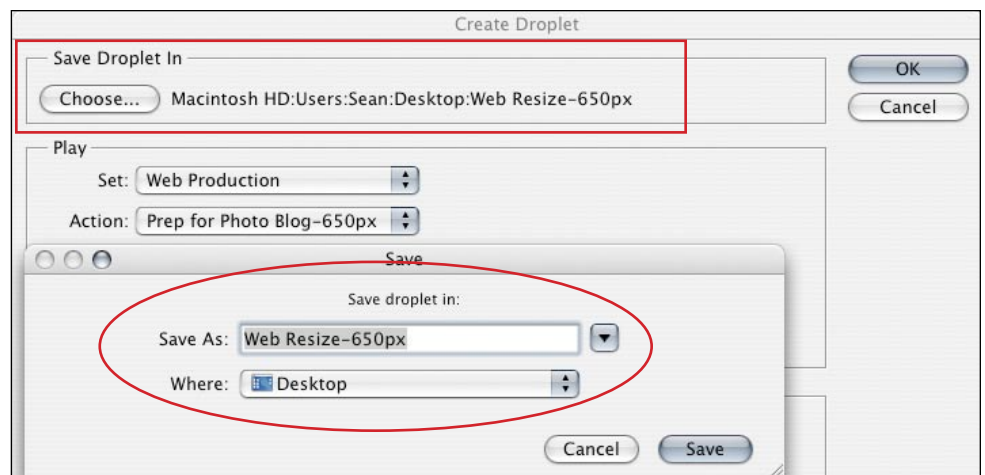 Create Droplet
Save Droplet In
Choose... Macintosh HD:Users:Sean:Desktop:Web Resize-650px
OK
Cancel
Play
Set: Web Production
Action: Prep for Photo Blog-650px
Save
Save droplet in:
Save As: Web Resize-650px
Where: Desktop
Cancel Save